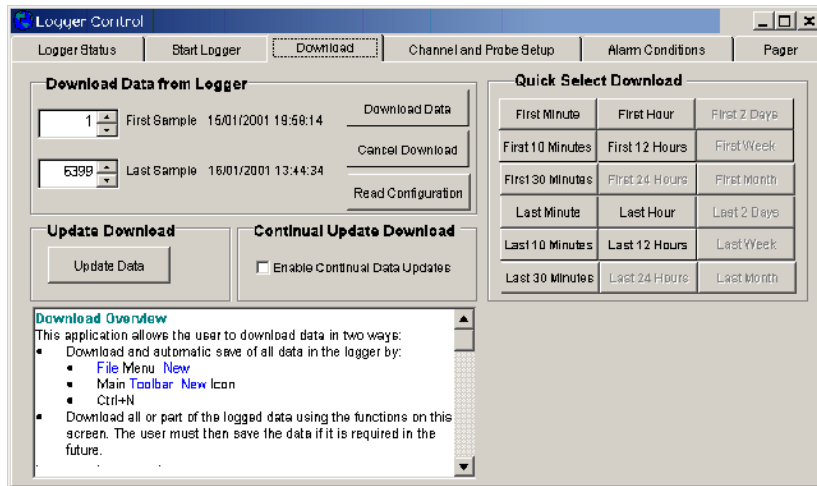 Logger Control
Logger Status Start Logger Download Channel and Probe Setup Alarm Conditions Pager
Download Data from Logger
1 First Sample 15/01/2001 19:58:14
6399 Last Sample 16/01/2001 13:44:34
Download Data
Cancel Download
Read Configuration
Quick Select Download
First Minute First Hour First 2 Days
First 10 Minutes First 12 Hours First Week
First 30 Minutes First 24 Hours First Month
Last Minute Last Hour Last 2 Days
Last 10 Minutes Last 12 Hours Last Week
Last 30 Minutes Last 24 Hours Last Month
Update Download
Update Data
Continual Update Download
Enable Continual Data Updates
Download Overview
This application allows the user to download data in two ways:
• Download and automatic save of all data in the logger by:
• File Menu New
• Main Toolbar New Icon
• Ctrl+N
• Download all or part of the logged data using the functions on this
screen. The user must then save the data if it is required in the
future.